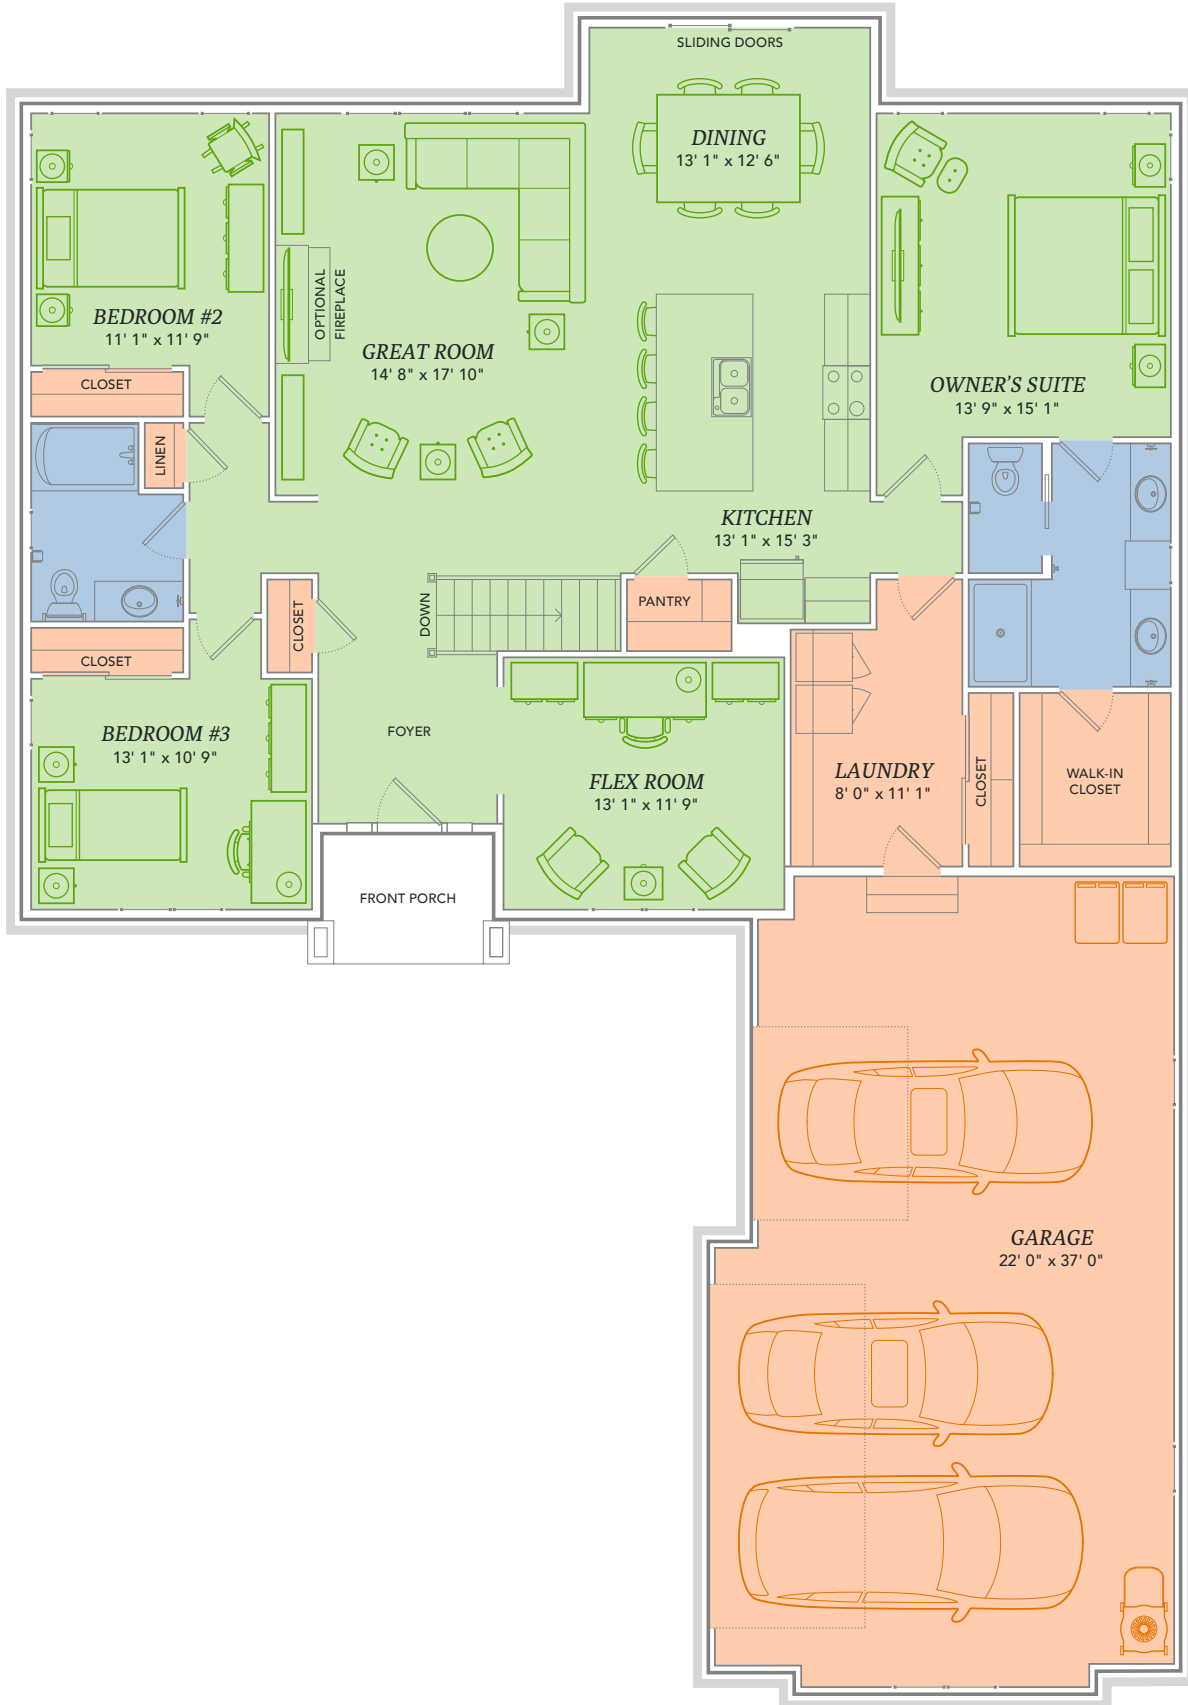 SLIDING DOORS
DINING
13' 1" x 12' 6"
BEDROOM #2
11' 1" x 11' 9"
OPTIONAL
FIREPLACE
GREAT ROOM
14' 8" x 17' 10"
OWNER'S SUITE
13' 9" x 15' 1"
CLOSET
LINEN
KITCHEN
13' 1" x 15' 3"
CLOSET
DOWN
PANTRY
CLOSET
BEDROOM #3
13' 1" x 10' 9"
FOYER
FLEX ROOM
13' 1" x 11' 9"
LAUNDRY
8' 0" x 11' 1"
CLOSET
WALK-IN
CLOSET
FRONT PORCH
GARAGE
22' 0" x 37' 0"